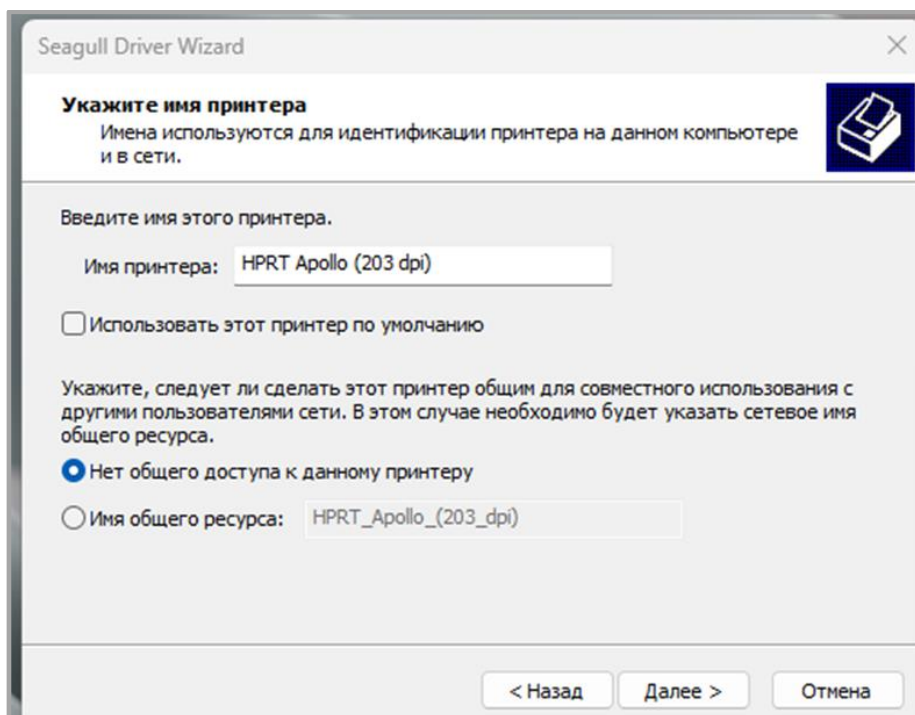 Seagull Driver Wizard
Укажите имя принтера
Имена используются для идентификации принтера на данном компьютере
и в сети.
Введите имя этого принтера.
Имя принтера: HPRT Apollo (203 dpi)
Использовать этот принтер по умолчанию
Укажите, следует ли сделать этот принтер общим для совместного использования с
другими пользователями сети. В этом случае необходимо будет указать сетевое имя
общего ресурса.
Нет общего доступа к данному принтеру
Имя общего ресурса: HPRT_Apollo_(203_dpi)
< Назад Далее > Отмена